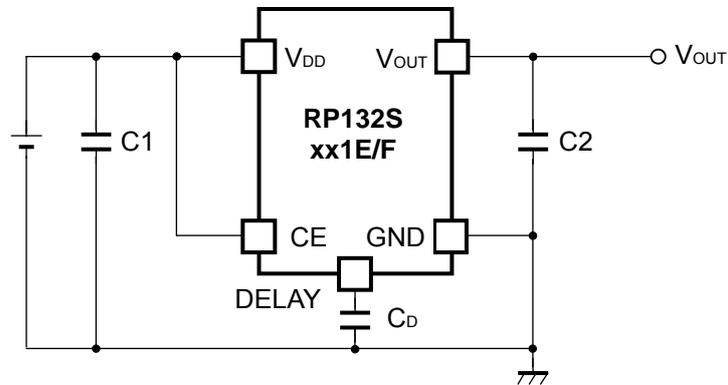 VDD
VOUT
VOUT
RP132S
xx1E/F
C1
C2
CE
GND
DELAY
CD